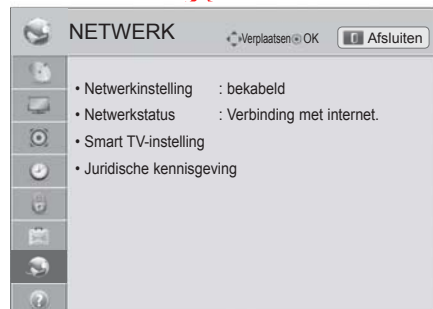 NETWERK Verplaatsen OK Afsluiten
• Netwerkinstelling : bekabeld
• Netwerkstatus : Verbinding met internet.
• Smart TV-instelling
• Juridische kennisgeving